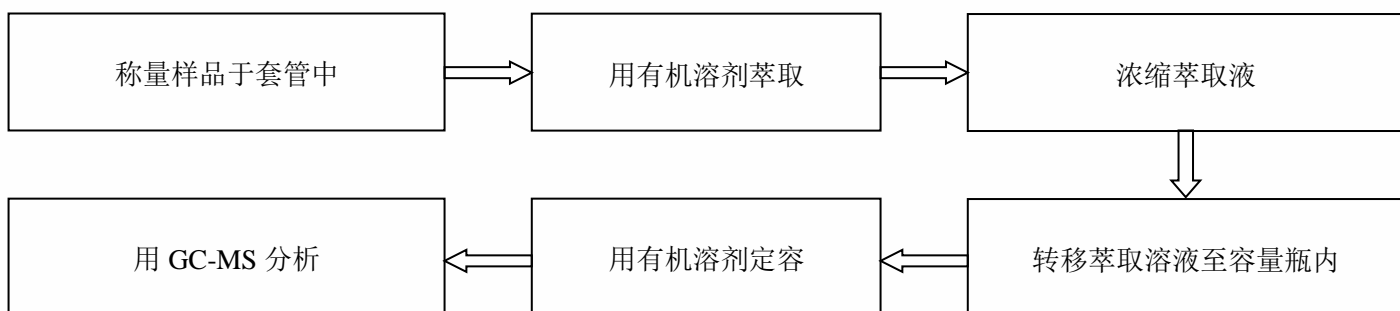 称量样品于套管中
用有机溶剂萃取
浓缩萃取液
转移萃取溶液至容量瓶内
用有机溶剂定容
用 GC-MS 分析